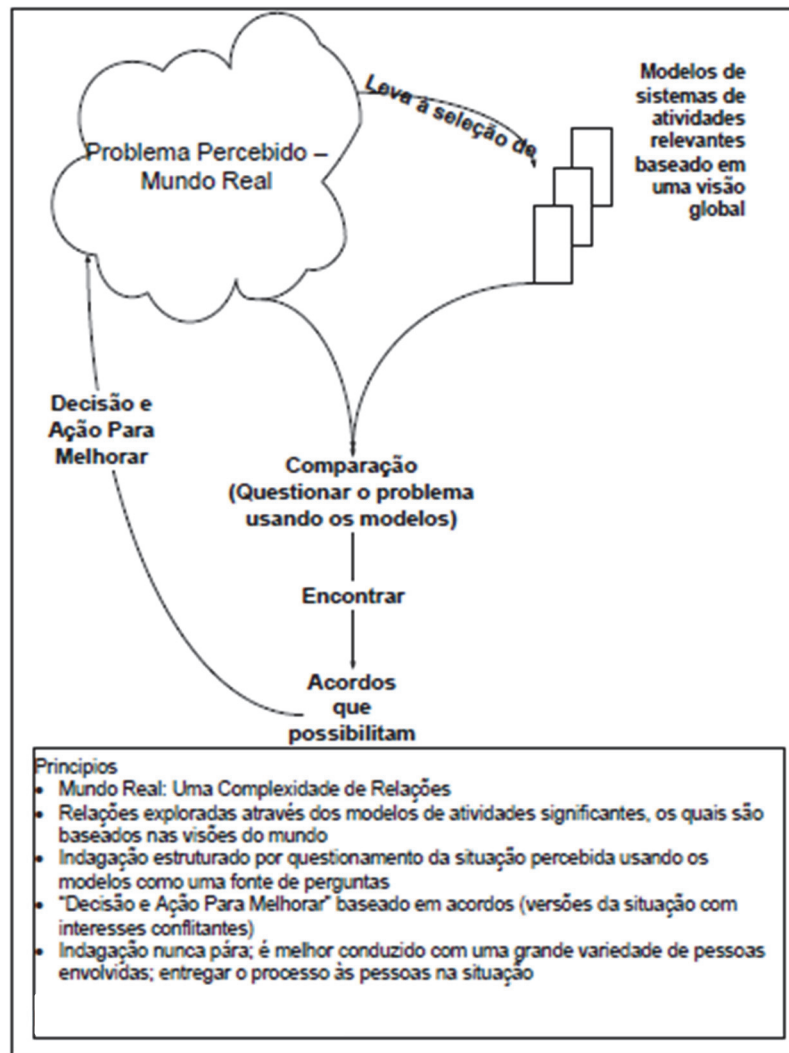 Problema Percebido –
Mundo Real
Leva à seleção de
Modelos de
sistemas de
atividades
relevantes
baseado em
uma visão
global
Decisão e
Ação Para
Melhorar
Comparação
(Questionar o problema
usando os modelos)
Encontrar
Acordos
que
possibilitam
Principios
• Mundo Real: Uma Complexidade de Relações
• Relações exploradas através dos modelos de atividades significantes, os quais são
baseados nas visões do mundo
• Indagação estruturado por questionamento da situação percebida usando os
modelos como uma fonte de perguntas
• "Decisão e Ação Para Melhorar" baseado em acordos (versões da situação com
interesses conflitantes)
• Indagação nunca pára; é melhor conduzido com uma grande variedade de pessoas
envolvidas; entregar o processo às pessoas na situação